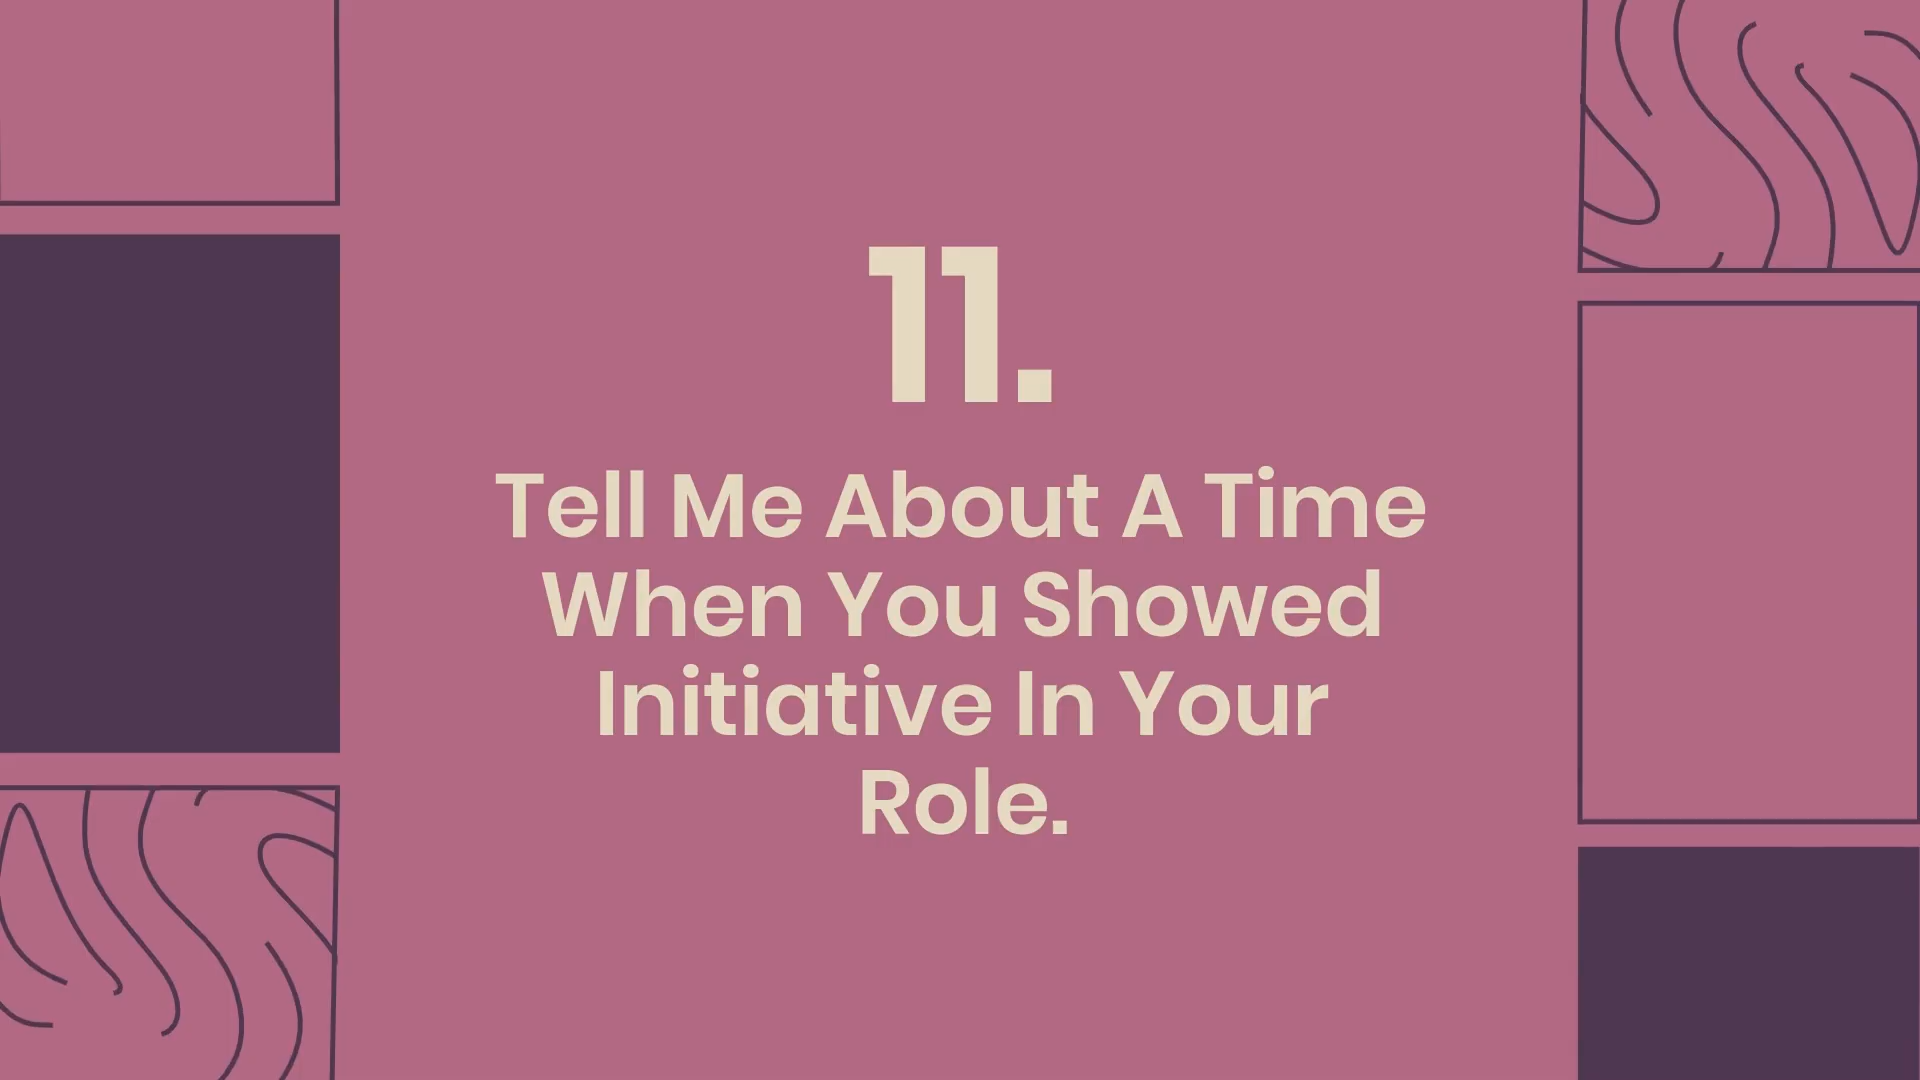 11.
Tell Me About A Time
When You Showed
Initiative In Your
Role.